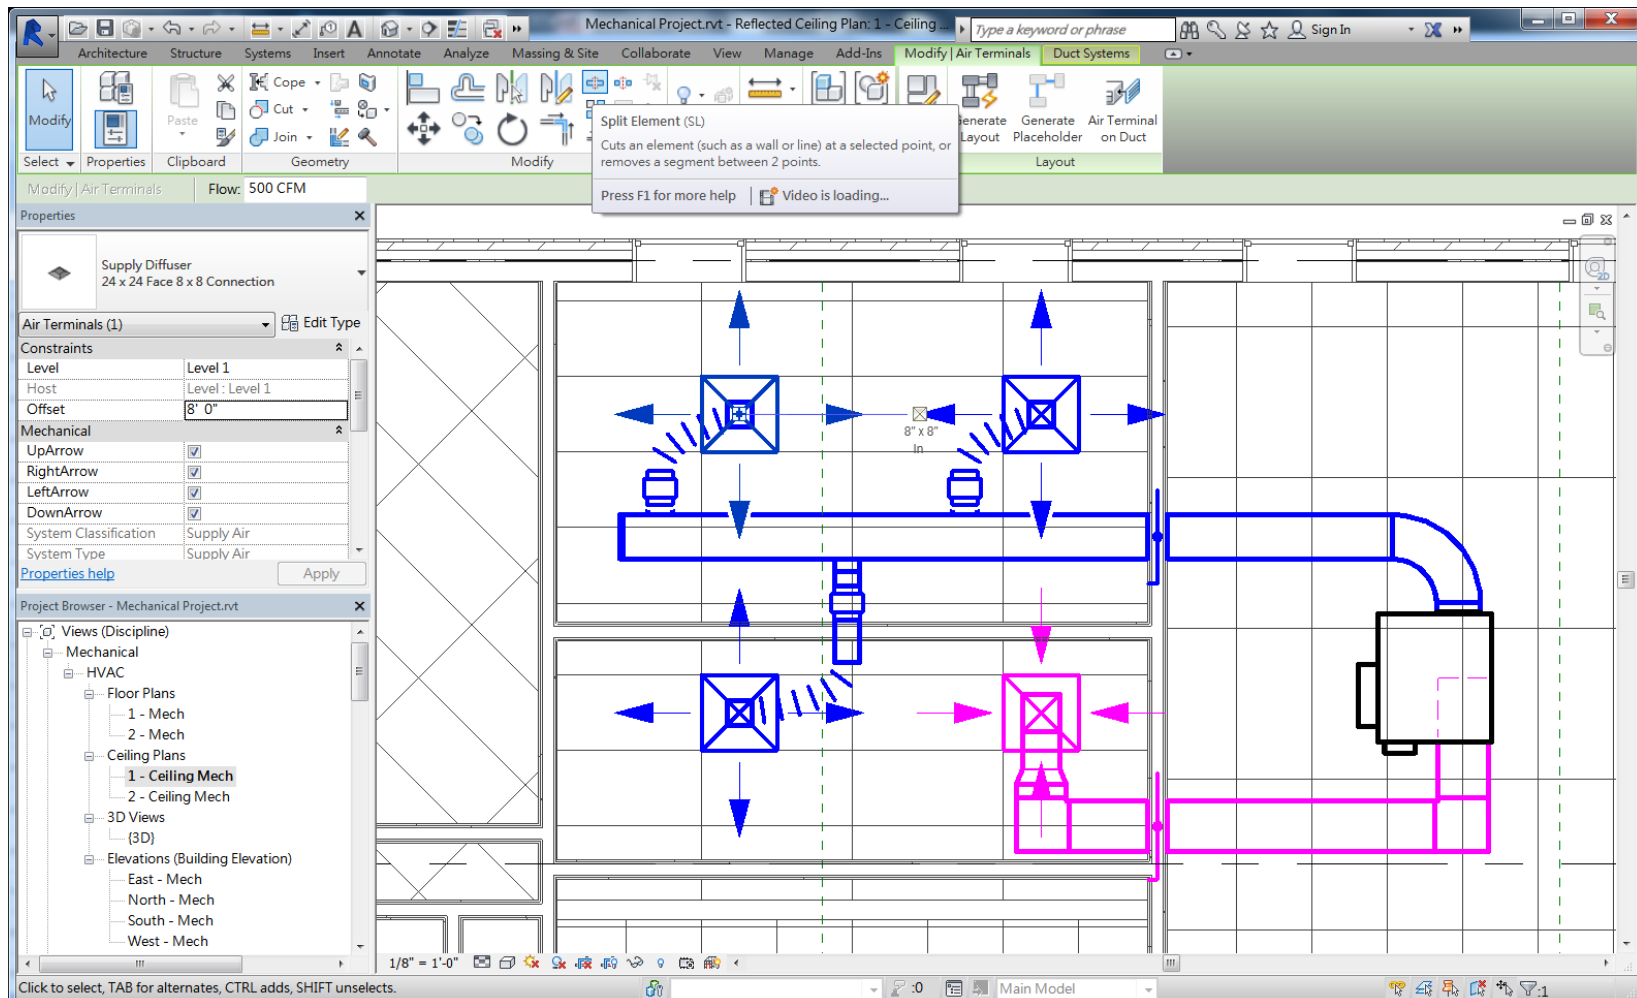 Mechanical Project.rvt - Reflected Ceiling Plan: 1 - Ceiling ...
Type a keyword or phrase
Sign In
Architecture Structure Systems Insert Annotate Analyze Massing & Site Collaborate View Manage Add-Ins Modify | Air Terminals Duct Systems
Modify
Paste
Cope
Cut
Join
Generate Layout
Generate Placeholder
Air Terminal on Duct
Select Properties Clipboard Geometry Modify Layout
Split Element (SL)
Cuts an element (such as a wall or line) at a selected point, or
removes a segment between 2 points.
Press F1 for more help
Video is loading...
Modify | Air Terminals
Flow: 500 CFM
Properties
Supply Diffuser
24 x 24 Face 8 x 8 Connection
Air Terminals (1)
Edit Type
Constraints
Level Level 1
Host Level : Level 1
Offset 8' 0"
Mechanical
UpArrow
RightArrow
LeftArrow
DownArrow
System Classification Supply Air
System Type Supply Air
Properties help
Apply
Project Browser - Mechanical Project.rvt
Views (Discipline)
Mechanical
HVAC
Floor Plans
1 - Mech
2 - Mech
Ceiling Plans
1 - Ceiling Mech
2 - Ceiling Mech
3D Views
{3D}
Elevations (Building Elevation)
East - Mech
North - Mech
South - Mech
West - Mech
8" x 8"
In
2D
1/8" = 1'-0"
Click to select, TAB for alternates, CTRL adds, SHIFT unselects.
:0
Main Model
:1